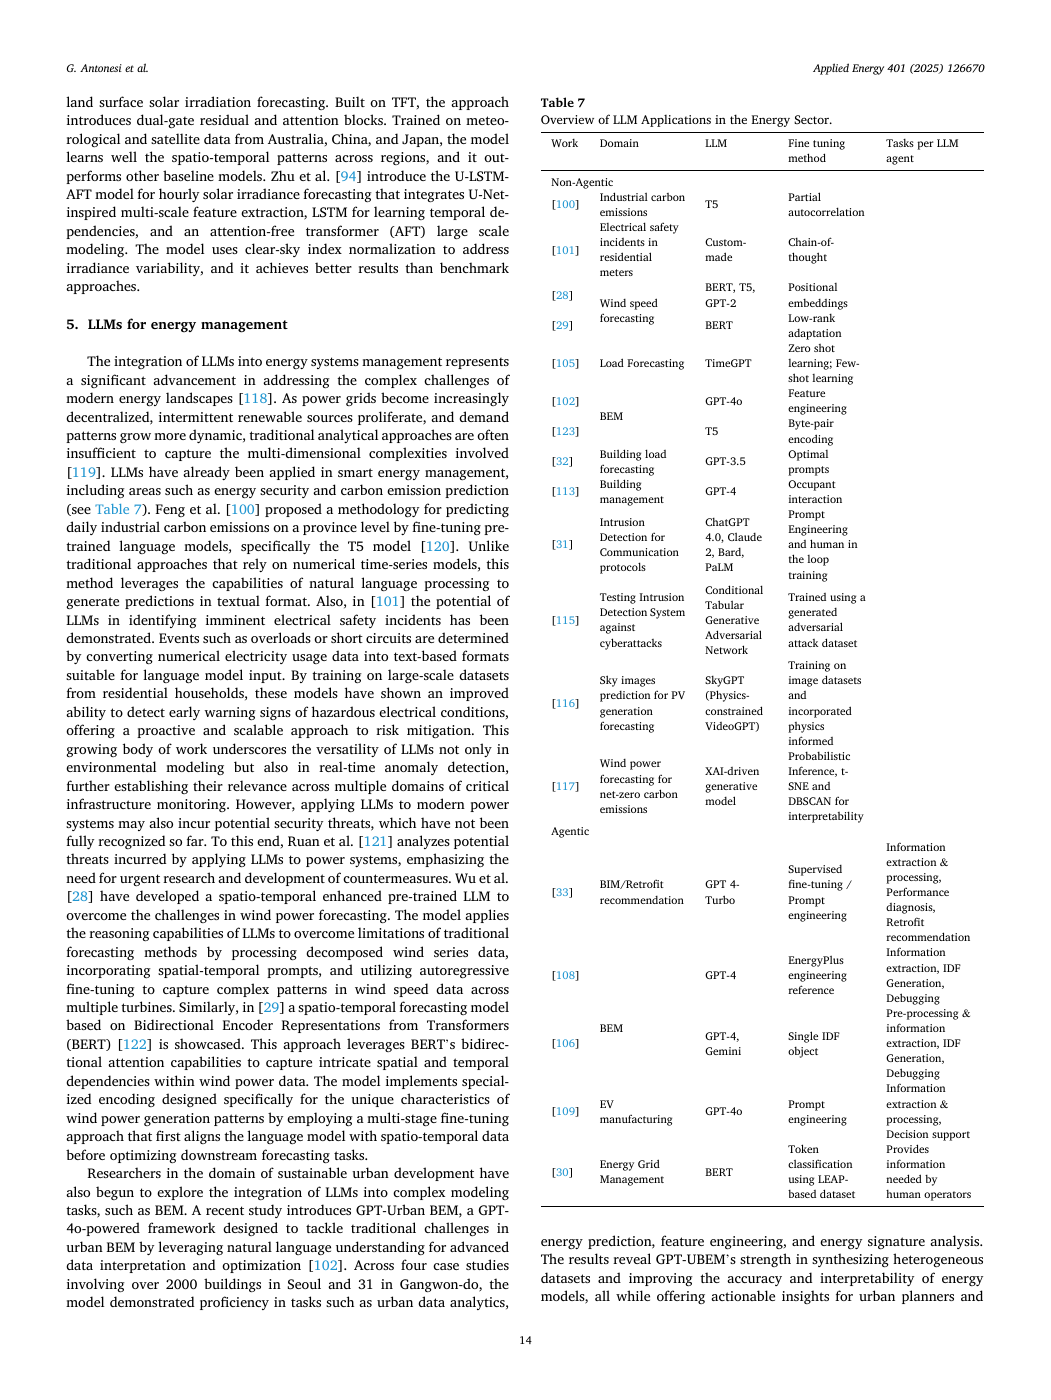 G. Antonesi et al.
Applied Energy 401 (2025) 126670
land surface solar irradiation forecasting. Built on TFT, the approach
introduces dual-gate residual and attention blocks. Trained on meteo-
rological and satellite data from Australia, China, and Japan, the model
learns well the spatio-temporal patterns across regions, and it out-
performs other baseline models. Zhu et al. [94] introduce the U-LSTM-
AFT model for hourly solar irradiance forecasting that integrates U-Net-
inspired multi-scale feature extraction, LSTM for learning temporal de-
pendencies, and an attention-free transformer (AFT) large scale
modeling. The model uses clear-sky index normalization to address
irradiance variability, and it achieves better results than benchmark
approaches.
5. LLMs for energy management
The integration of LLMs into energy systems management represents
a significant advancement in addressing the complex challenges of
modern energy landscapes [118]. As power grids become increasingly
decentralized, intermittent renewable sources proliferate, and demand
patterns grow more dynamic, traditional analytical approaches are often
insufficient to capture the multi-dimensional complexities involved
[119]. LLMs have already been applied in smart energy management,
including areas such as energy security and carbon emission prediction
(see Table 7). Feng et al. [100] proposed a methodology for predicting
daily industrial carbon emissions on a province level by fine-tuning pre-
trained language models, specifically the T5 model [120]. Unlike
traditional approaches that rely on numerical time-series models, this
method leverages the capabilities of natural language processing to
generate predictions in textual format. Also, in [101] the potential of
LLMs in identifying imminent electrical safety incidents has been
demonstrated. Events such as overloads or short circuits are determined
by converting numerical electricity usage data into text-based formats
suitable for language model input. By training on large-scale datasets
from residential households, these models have shown an improved
ability to detect early warning signs of hazardous electrical conditions,
offering a proactive and scalable approach to risk mitigation. This
growing body of work underscores the versatility of LLMs not only in
environmental modeling but also in real-time anomaly detection,
further establishing their relevance across multiple domains of critical
infrastructure monitoring. However, applying LLMs to modern power
systems may also incur potential security threats, which have not been
fully recognized so far. To this end, Ruan et al. [121] analyzes potential
threats incurred by applying LLMs to power systems, emphasizing the
need for urgent research and development of countermeasures. Wu et al.
[28] have developed a spatio-temporal enhanced pre-trained LLM to
overcome the challenges in wind power forecasting. The model applies
the reasoning capabilities of LLMs to overcome limitations of traditional
forecasting methods by processing decomposed wind series data,
incorporating spatial-temporal prompts, and utilizing autoregressive
fine-tuning to capture complex patterns in wind speed data across
multiple turbines. Similarly, in [29] a spatio-temporal forecasting model
based on Bidirectional Encoder Representations from Transformers
(BERT) [122] is showcased. This approach leverages BERT's bidirec-
tional attention capabilities to capture intricate spatial and temporal
dependencies within wind power data. The model implements special-
ized encoding designed specifically for the unique characteristics of
wind power generation patterns by employing a multi-stage fine-tuning
approach that first aligns the language model with spatio-temporal data
before optimizing downstream forecasting tasks.
Researchers in the domain of sustainable urban development have
also begun to explore the integration of LLMs into complex modeling
tasks, such as BEM. A recent study introduces GPT-Urban BEM, a GPT-
4o-powered framework designed to tackle traditional challenges in
urban BEM by leveraging natural language understanding for advanced
data interpretation and optimization [102]. Across four case studies
involving over 2000 buildings in Seoul and 31 in Gangwon-do, the
model demonstrated proficiency in tasks such as urban data analytics,
Table 7
Overview of LLM Applications in the Energy Sector.
Work Domain LLM Fine tuning Tasks per LLM
method agent
Non-Agentic
[100] Industrial carbon T5 Partial
emissions autocorrelation
[101] Electrical safety Custom- Chain-of-
incidents in made thought
residential
meters
[28] Wind speed BERT, T5, Positional
forecasting GPT-2 embeddings
[29] BERT Low-rank
adaptation
[105] Load Forecasting TimeGPT Zero shot
learning; Few-
shot learning
[102] BEM GPT-4o Feature
engineering
[123] T5 Byte-pair
encoding
[32] Building load GPT-3.5 Optimal
forecasting prompts
[113] Building GPT-4 Occupant
management interaction
[31] Intrusion ChatGPT Prompt
Detection for 4.0, Claude Engineering
Communication 2, Bard, and human in
protocols PaLM the loop
training
[115] Testing Intrusion Conditional Trained using a
Detection System Tabular generated
against Generative adversarial
cyberattacks Adversarial attack dataset
Network
[116] Sky images SkyGPT Training on
prediction for PV (Physics- image datasets
generation constrained and
forecasting VideoGPT) incorporated
physics
informed
[117] Wind power XAI-driven Probabilistic
forecasting for generative Inference, t-
net-zero carbon model SNE and
emissions DBSCAN for
interpretability
Agentic
[33] BIM/Retrofit GPT 4- Supervised Information
recommendation Turbo fine-tuning / extraction &
Prompt processing,
engineering Performance
diagnosis,
Retrofit
recommendation
[108] BEM GPT-4 EnergyPlus Information
engineering extraction, IDF
reference Generation,
Debugging
[106] GPT-4, Single IDF Pre-processing &
Gemini object information
extraction, IDF
Generation,
Debugging
[109] EV GPT-4o Prompt Information
manufacturing engineering extraction &
processing,
Decision support
[30] Energy Grid BERT Token Provides
Management classification information
using LEAP- needed by
based dataset human operators
energy prediction, feature engineering, and energy signature analysis.
The results reveal GPT-UBEM's strength in synthesizing heterogeneous
datasets and improving the accuracy and interpretability of energy
models, all while offering actionable insights for urban planners and
14